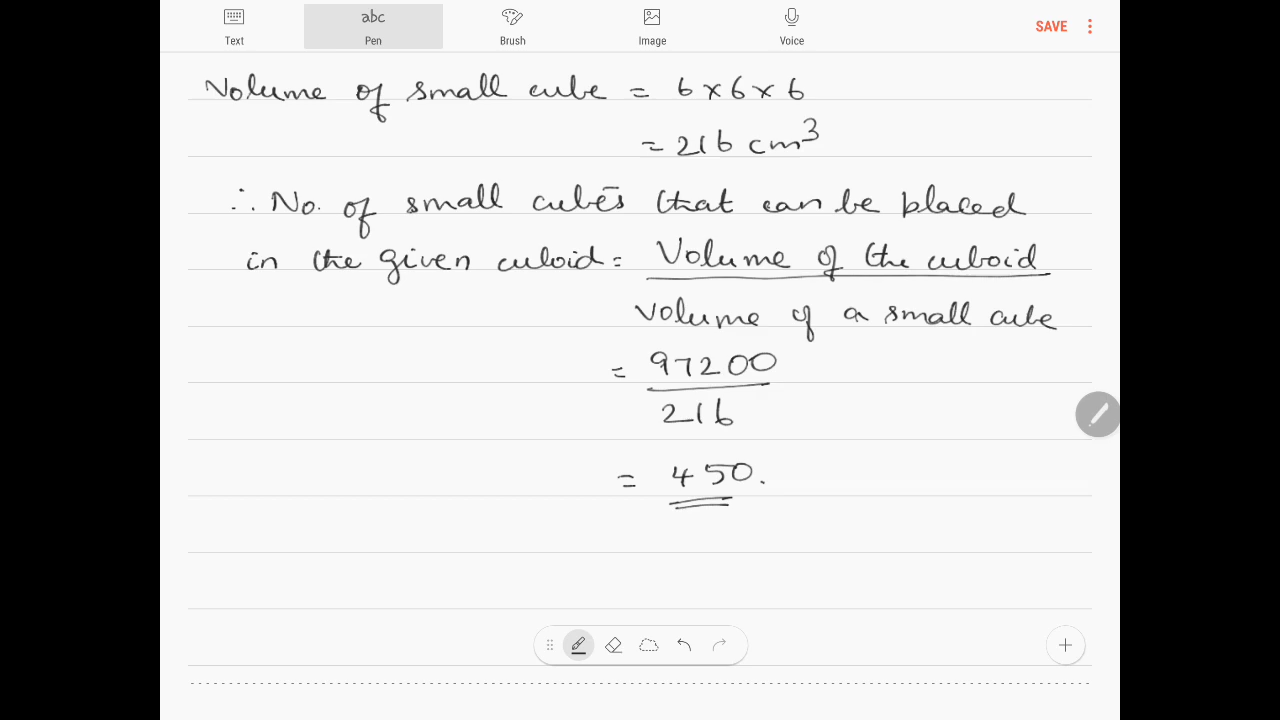 Text
Pen
Brush
Image
Voice
SAVE
abc
Volume of small cube = 6 x 6 x 6
= 216 cm³
∴ No. of small cubes that can be placed
in the given cuboid = Volume of the cuboid
Volume of a small cube
= 97200
216
= 450.